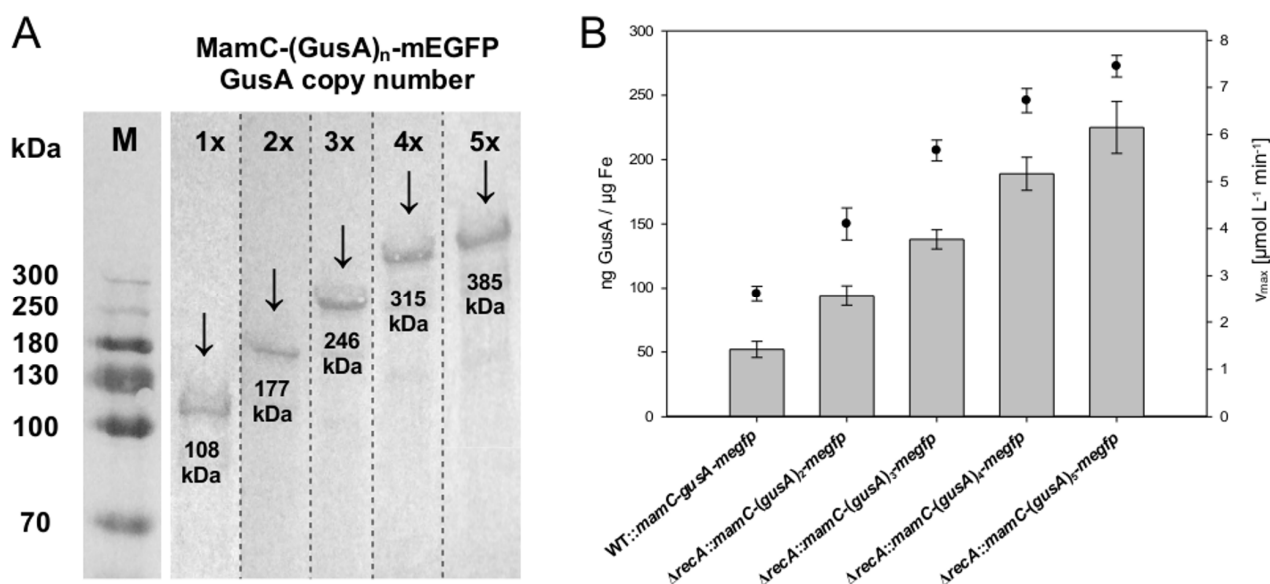 A
MamC-(GusA)n-mEGFP
GusA copy number
kDa
M
1x
2x
3x
4x
5x
300
250
180
130
100
70
108
kDa
177
kDa
246
kDa
315
kDa
385
kDa
B
300
250
200
150
100
50
0
ng GusA / µg Fe
8
7
6
5
4
3
2
1
0
vmax [µmol L-1 min-1]
WT::mamC-gusA-megfp
ΔrecA::mamC-(gusA)2-megfp
ΔrecA::mamC-(gusA)3-megfp
ΔrecA::mamC-(gusA)4-megfp
ΔrecA::mamC-(gusA)5-megfp